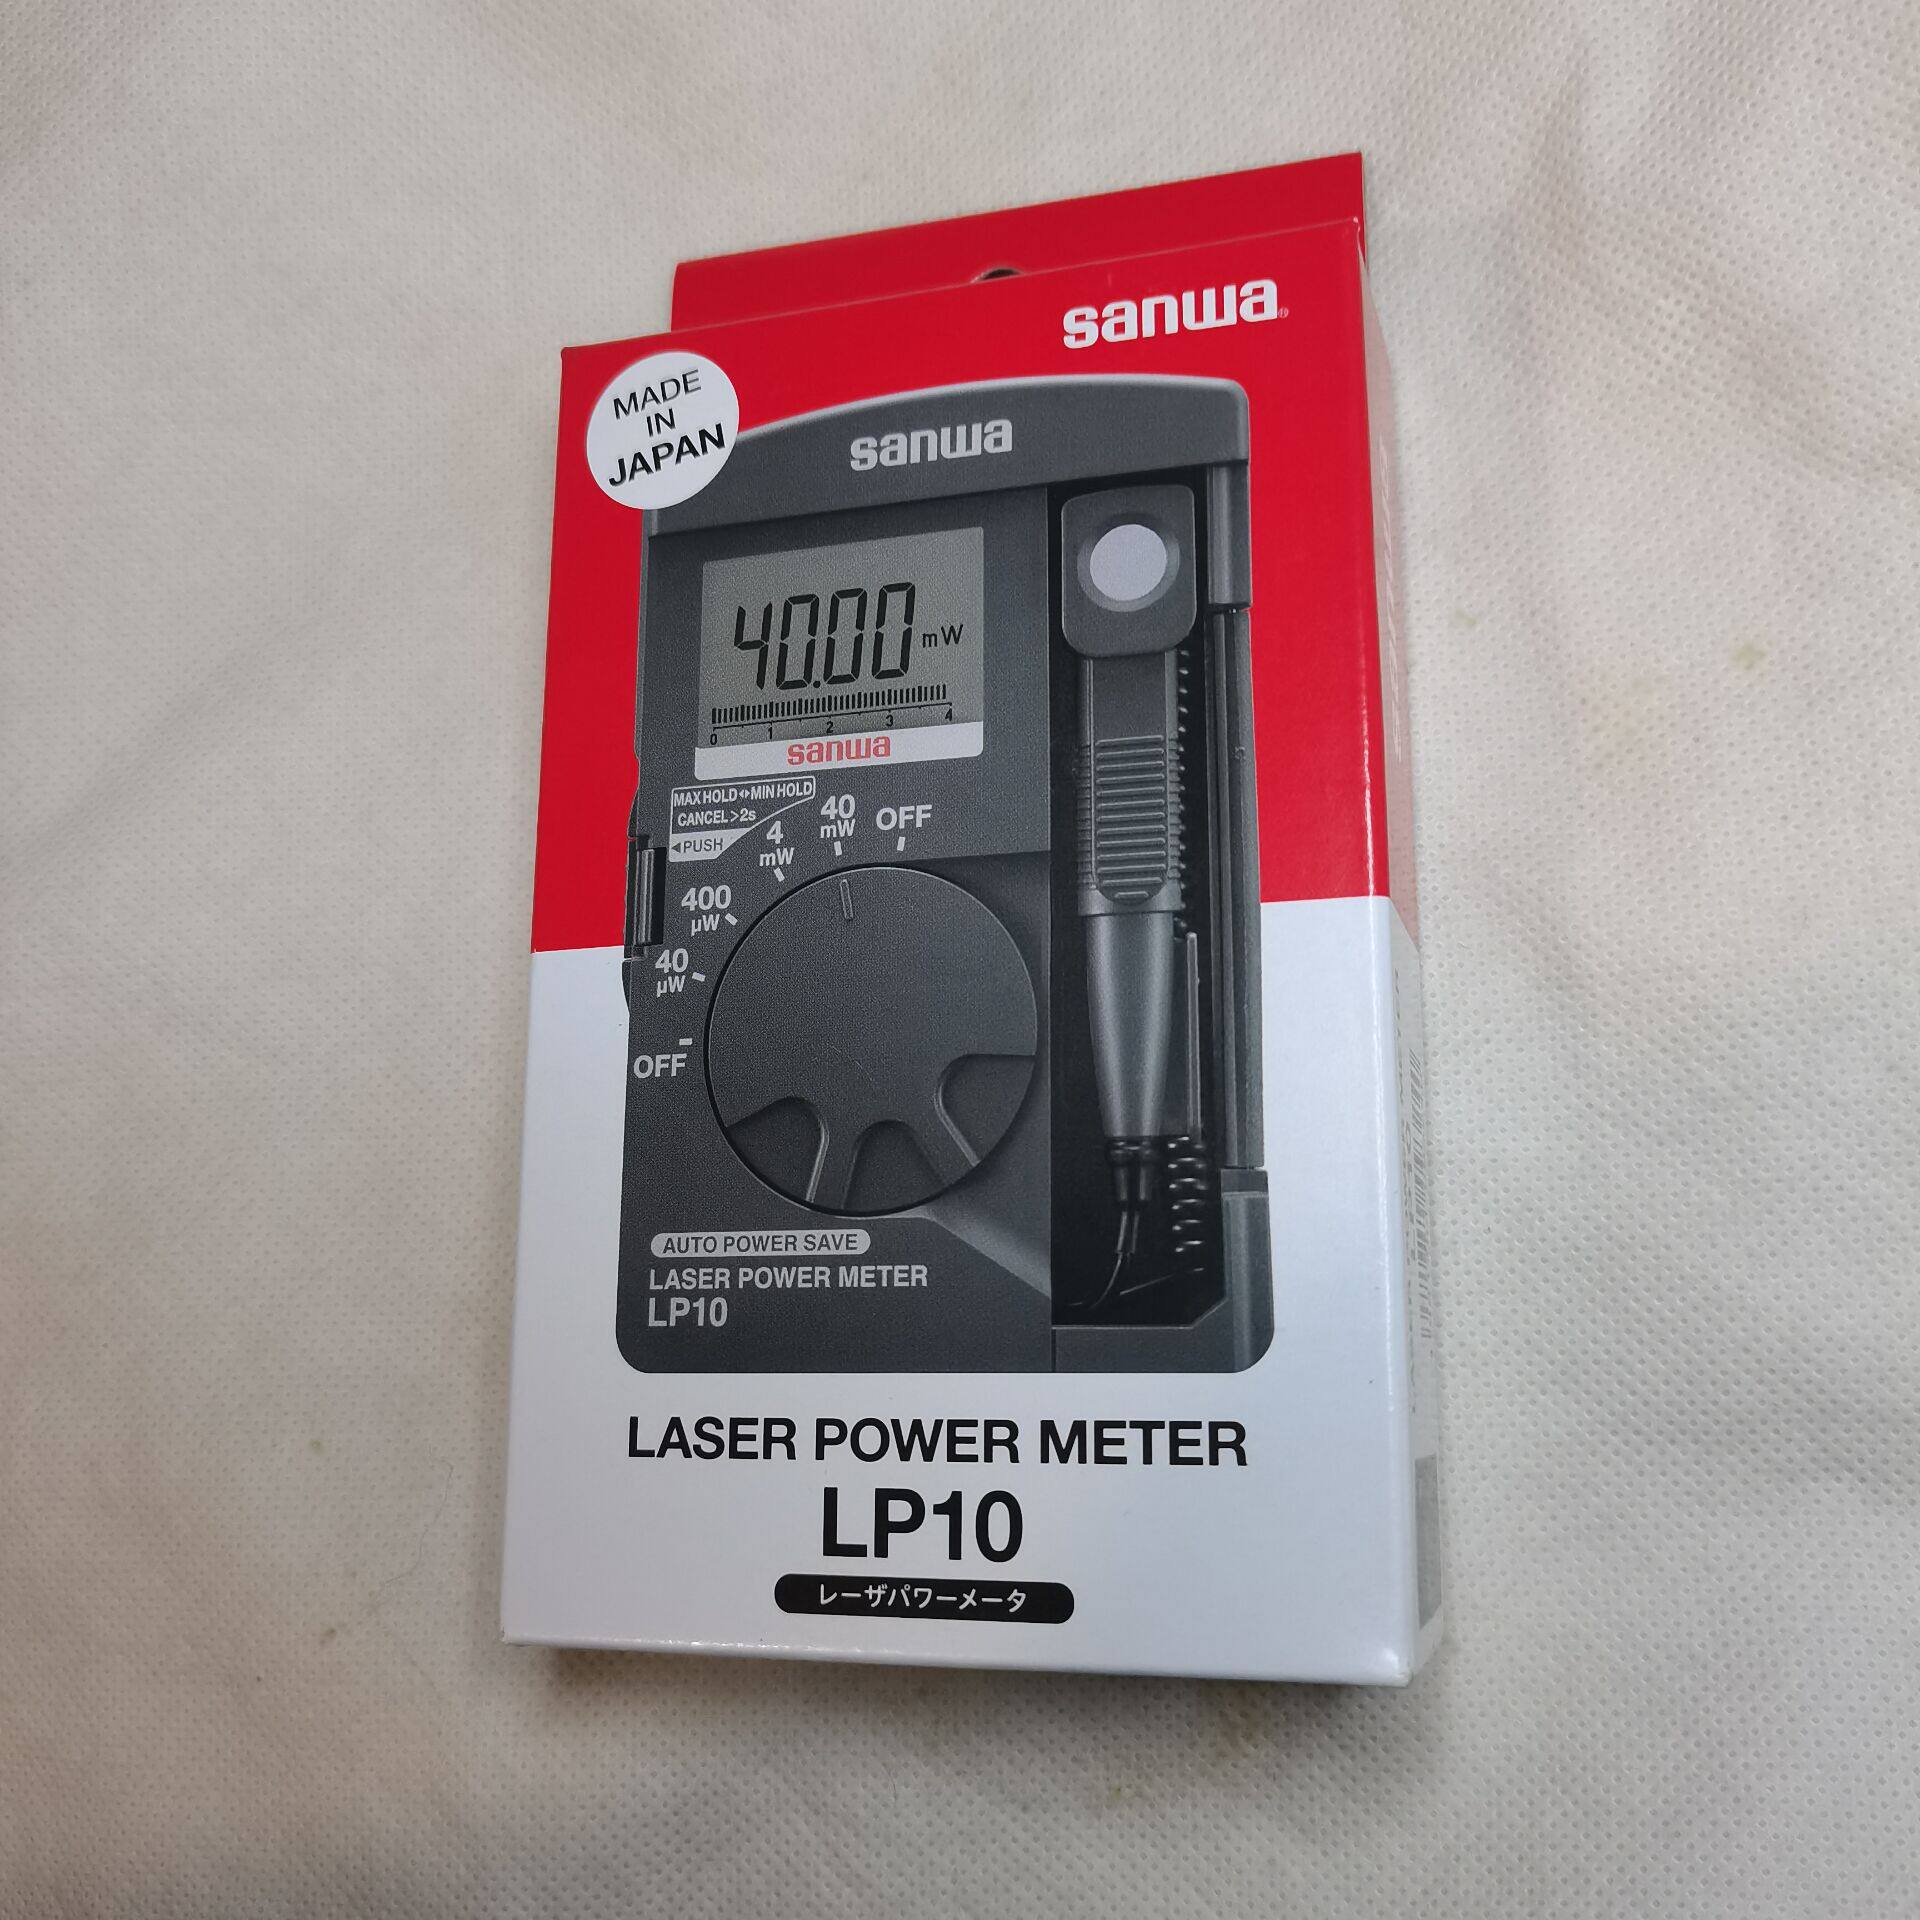 sanwa®
MADE
IN
JAPAN
sanwa
40.00 mW
0 1 2 3 4
sanwa
MAX HOLD◂▸MIN HOLD
CANCEL>2s
◀PUSH
4
mW
40
mW
OFF
400
μW
40
μW
OFF
AUTO POWER SAVE
LASER POWER METER
LP10
LASER POWER METER
LP10
レーザパワーメータ